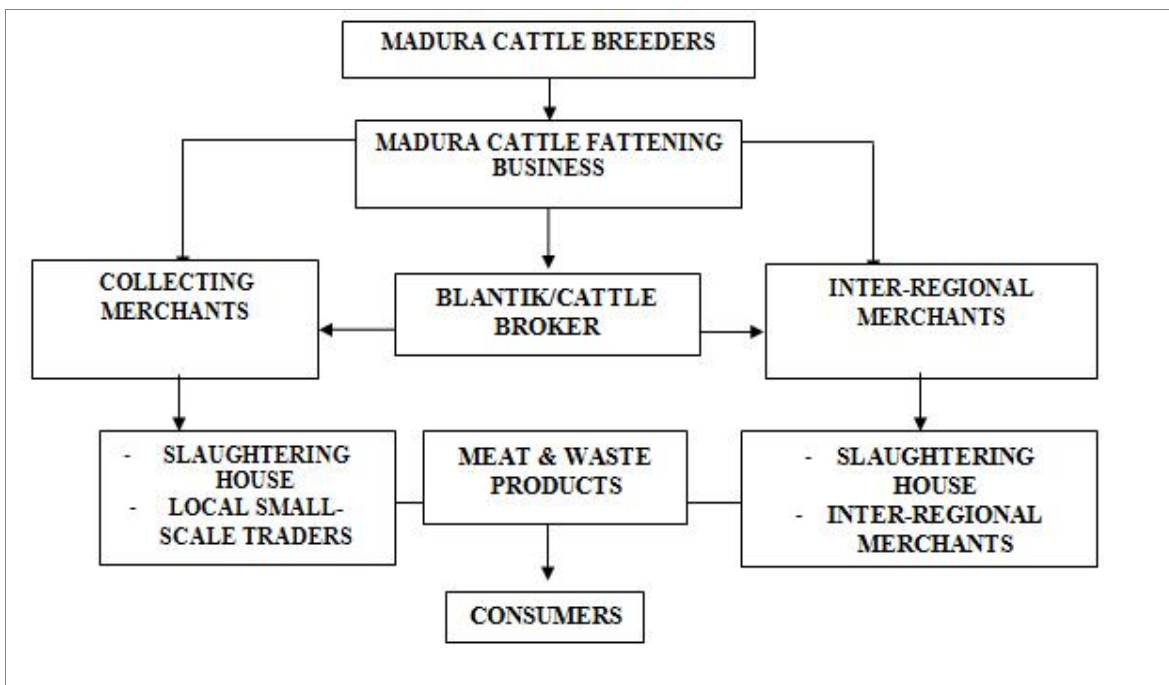 MADURA CATTLE BREEDERS
MADURA CATTLE FATTENING
BUSINESS
COLLECTING
MERCHANTS
BLANTIK/CATTLE
BROKER
INTER-REGIONAL
MERCHANTS
- SLAUGHTERING
HOUSE
- LOCAL SMALL-
SCALE TRADERS
MEAT & WASTE
PRODUCTS
- SLAUGHTERING
HOUSE
- INTER-REGIONAL
MERCHANTS
CONSUMERS